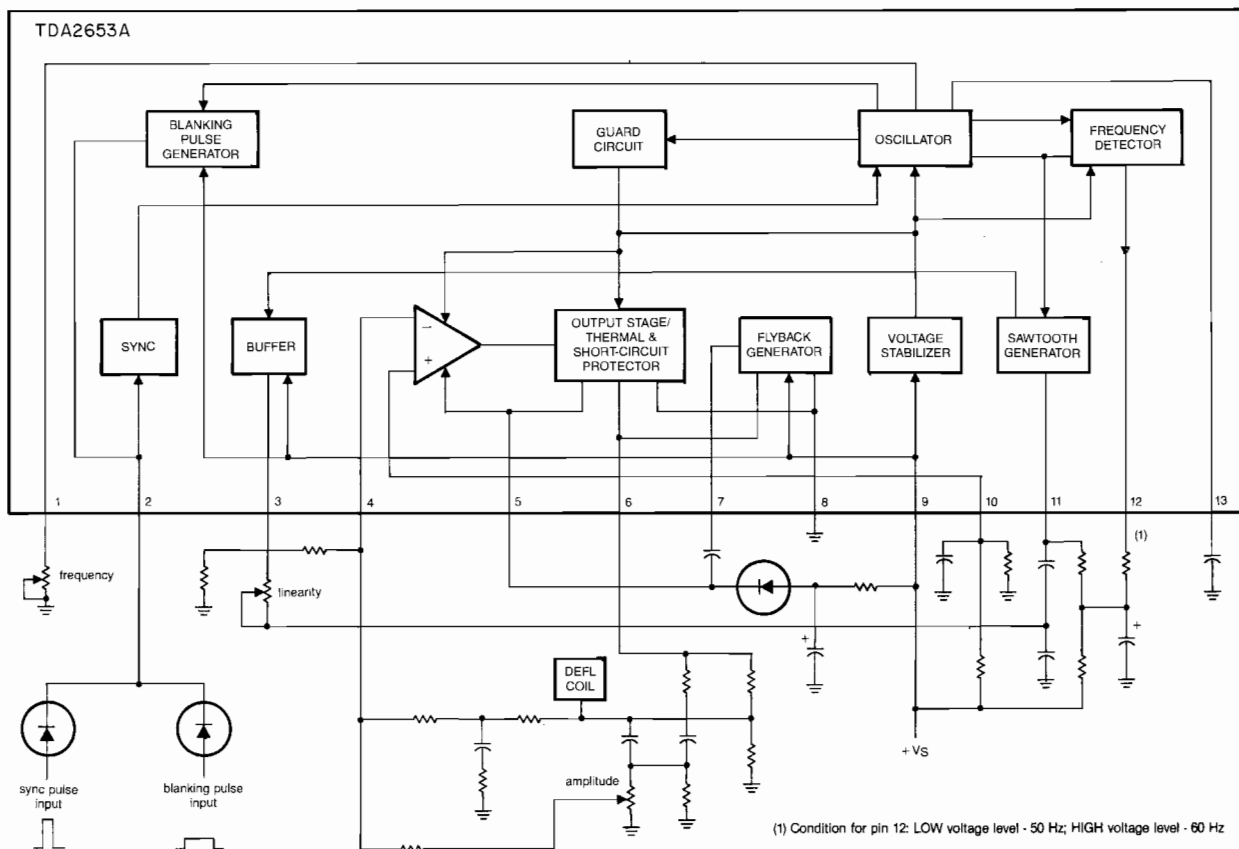 TDA2653A
BLANKING
PULSE
GENERATOR
GUARD
CIRCUIT
OSCILLATOR
FREQUENCY
DETECTOR
SYNC
BUFFER
−
+
OUTPUT STAGE/
THERMAL &
SHORT-CIRCUIT
PROTECTOR
FLYBACK
GENERATOR
VOLTAGE
STABILIZER
SAWTOOTH
GENERATOR
1 2 3 4 5 6 7 8 9 10 11 12 13
(1)
frequency
linearity
+
+
DEFL
COIL
+VS
amplitude
sync pulse
input
blanking pulse
input
(1) Condition for pin 12: LOW voltage level - 50 Hz; HIGH voltage level - 60 Hz